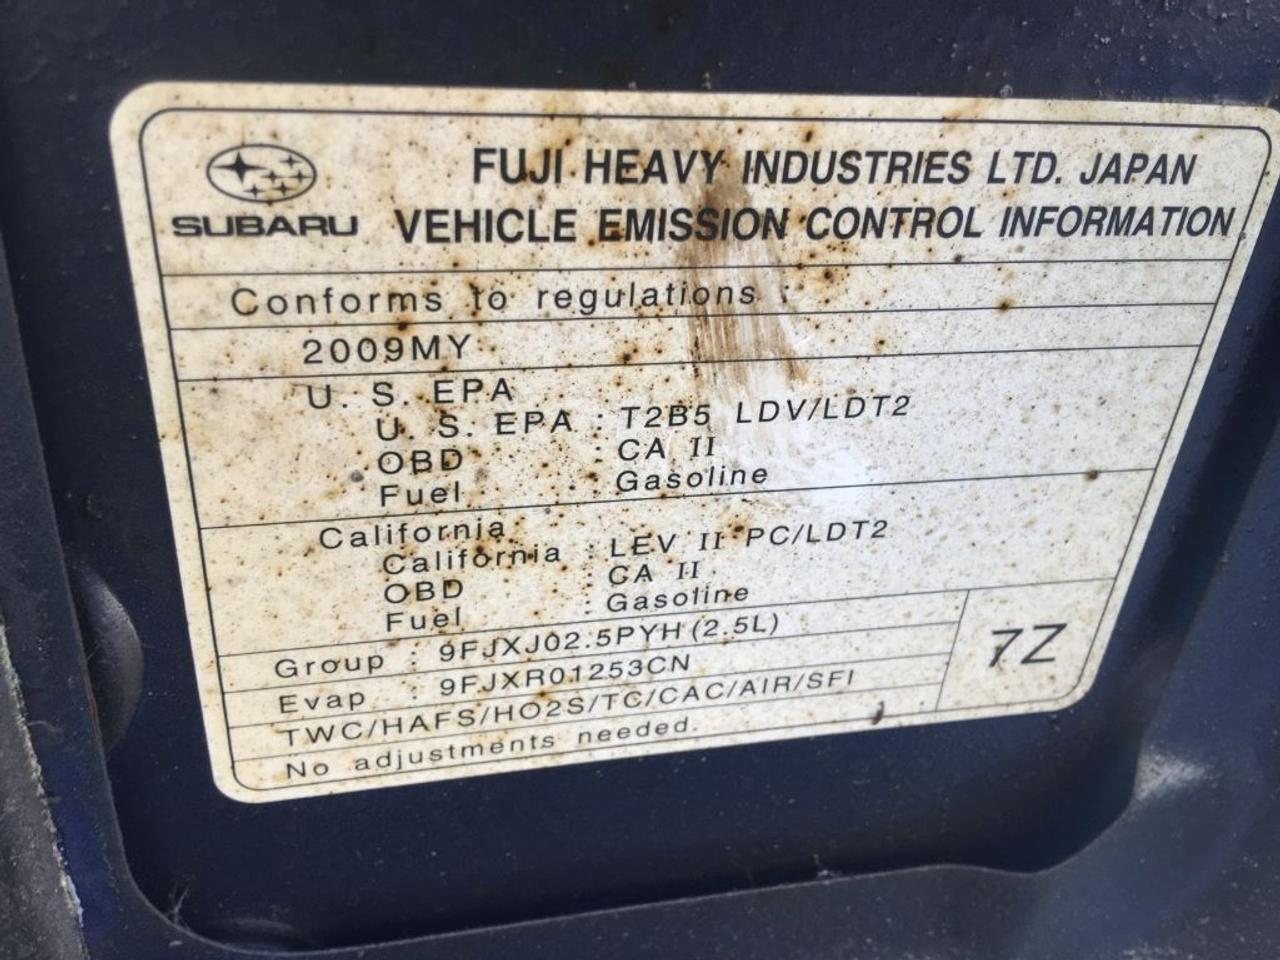 SUBARU
FUJI HEAVY INDUSTRIES LTD. JAPAN
VEHICLE EMISSION CONTROL INFORMATION
Conforms to regulations :
2009MY
U. S. EPA
U. S. EPA : T2B5 LDV/LDT2
OBD : CA II
Fuel : Gasoline
California
California : LEV II PC/LDT2
OBD : CA II
Fuel : Gasoline
Group : 9FJXJ02.5PYH (2.5L)
Evap : 9FJXR01253CN
7Z
TWC/HAFS/HO2S/TC/CAC/AIR/SFI
No adjustments needed.